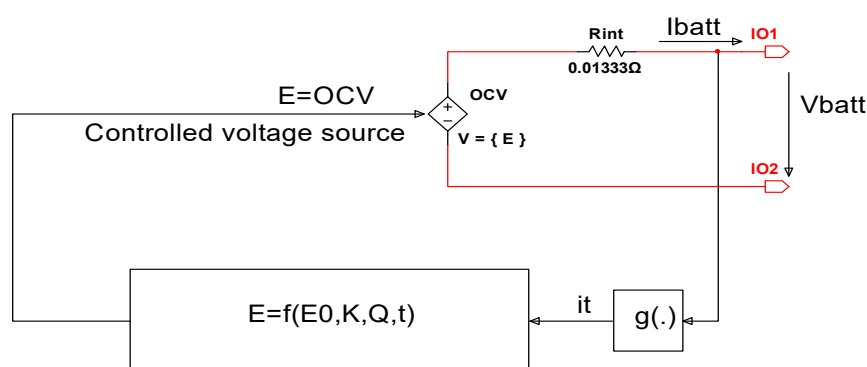 Rint
Ibatt
IO1
0.01333Ω
E=OCV
OCV
Vbatt
+
−
Controlled voltage source
V = { E }
IO2
E=f(E0,K,Q,t)
it
g(.)